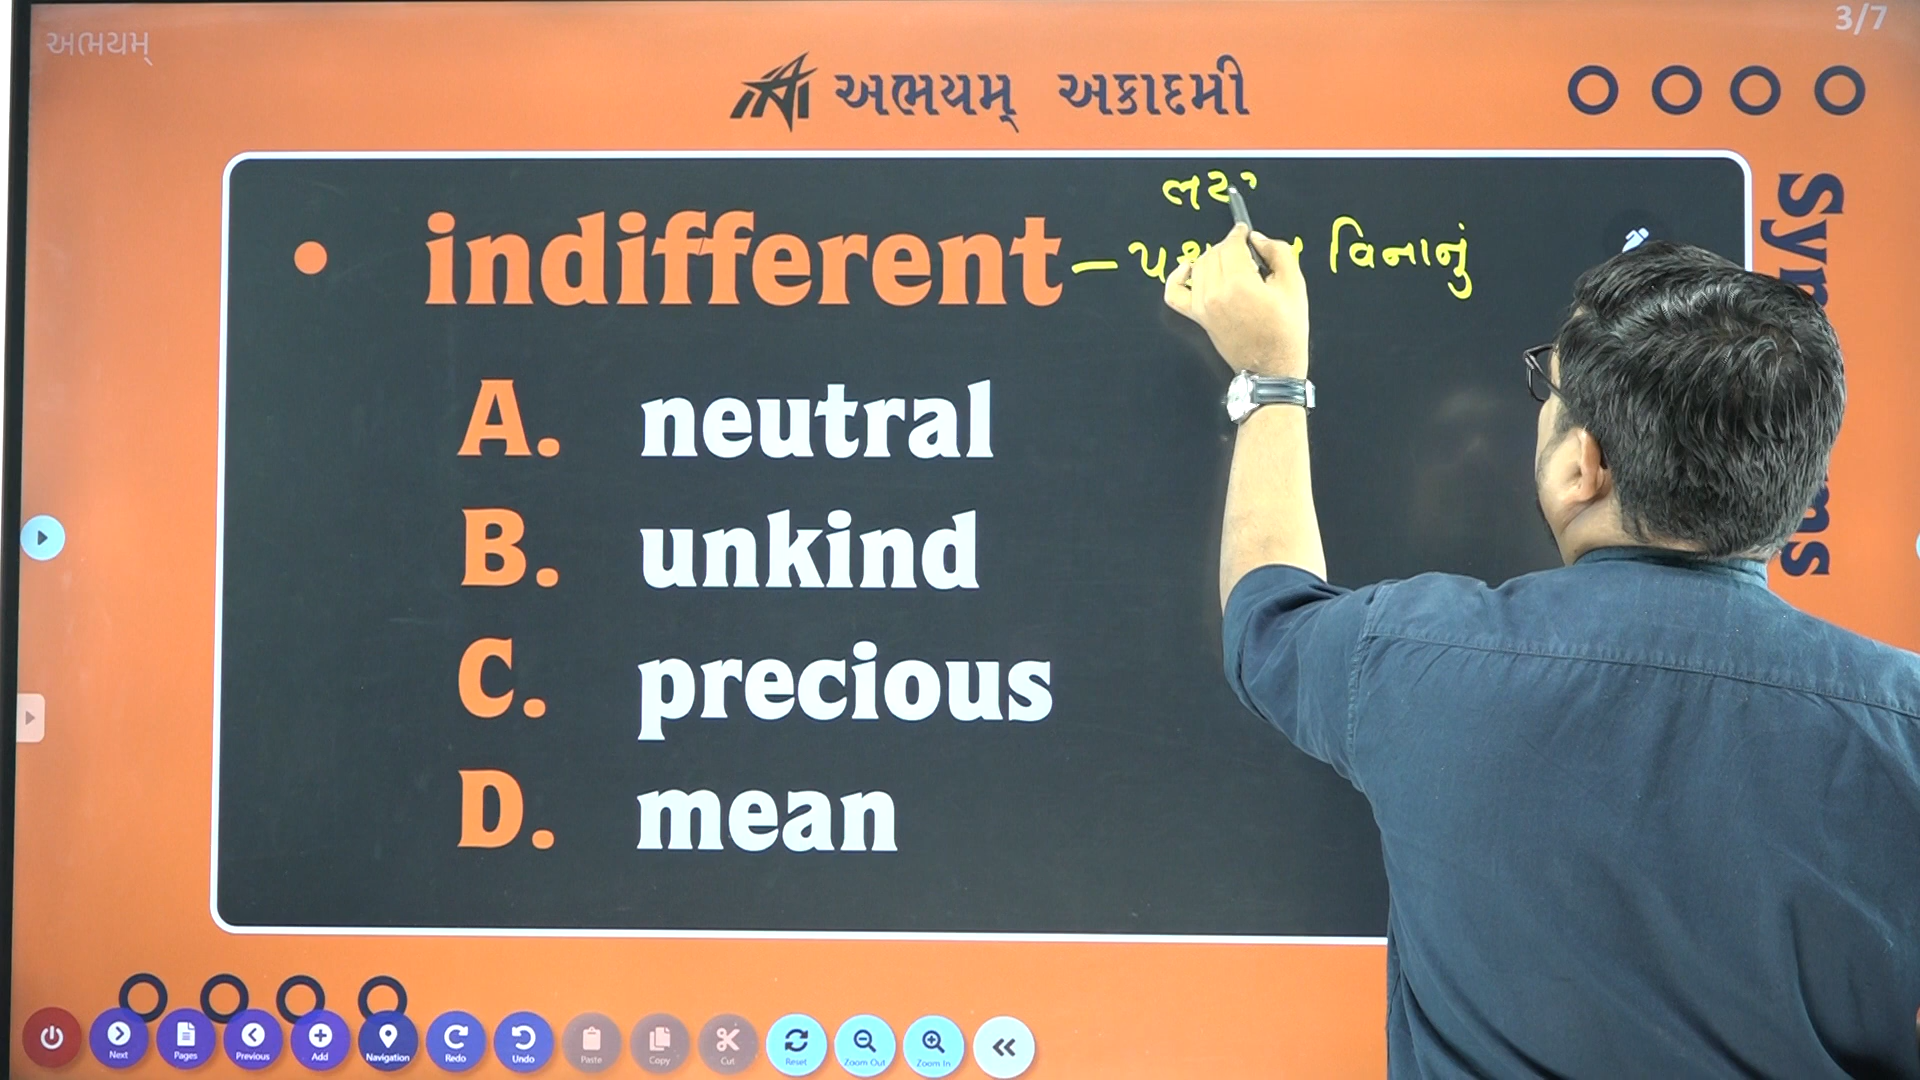 અભયમ્
3/7
અભયમ્ અકાદમી
indifferent – વિનાનું
A. neutral
B. unkind
C. precious
D. mean
Next
Pages
Previous
Add
Navigation
Redo
Undo
Paste
Copy
Cut
Reset
Zoom Out
Zoom In